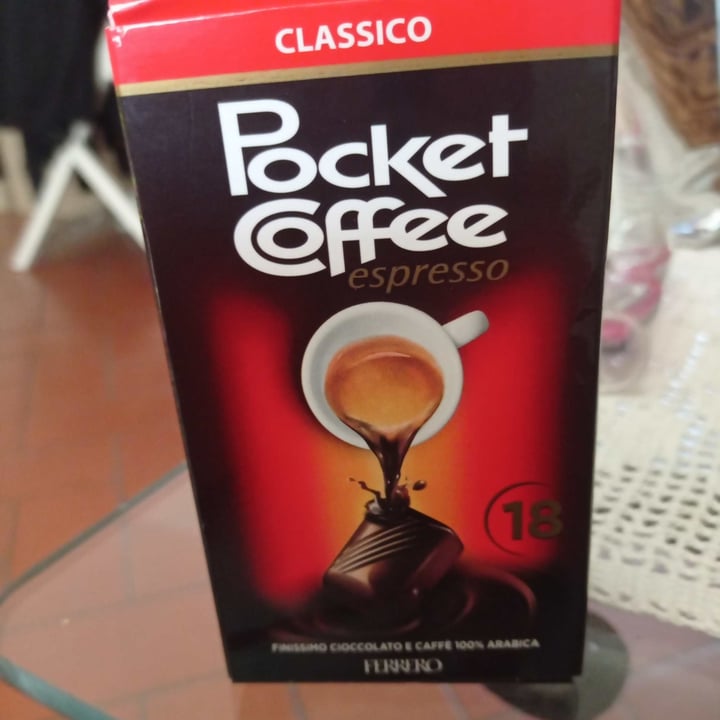 CLASSICO
Pocket
Coffee
espresso
18
FINISSIMO CIOCCOLATO E CAFFÈ 100% ARABICA
FERRERO